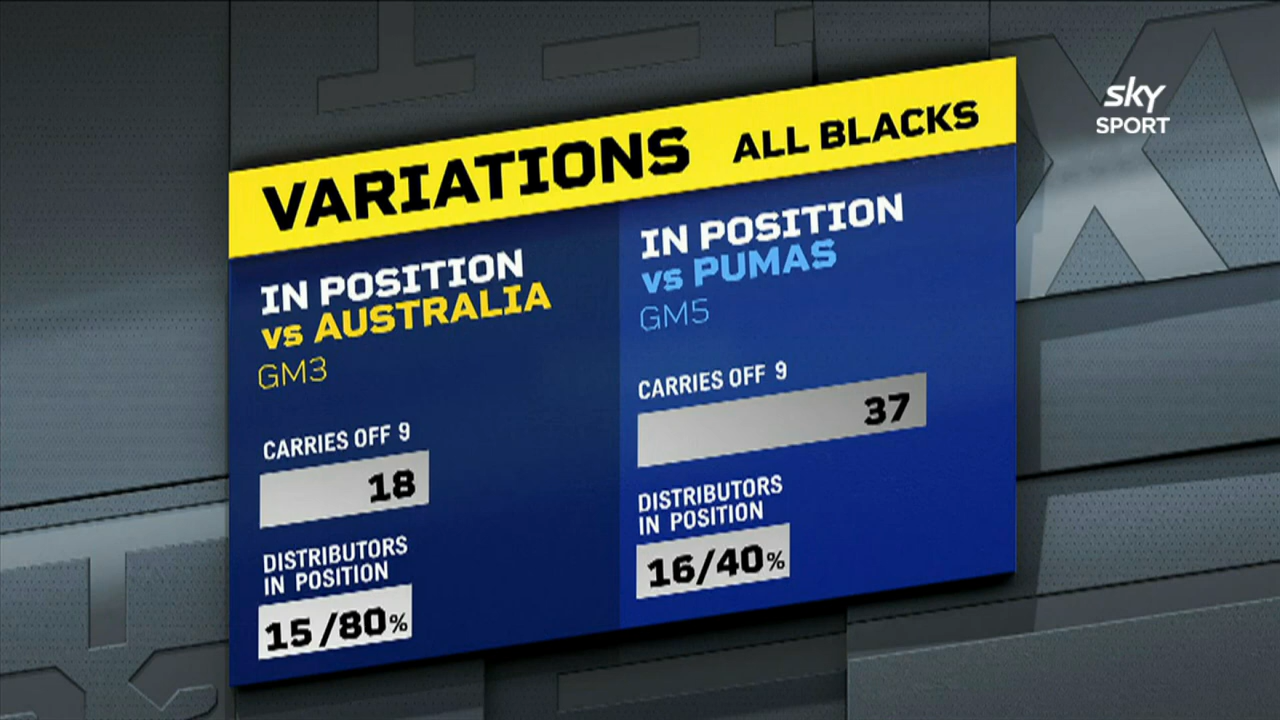 VARIATIONS ALL BLACKS
sky
SPORT
IN POSITION
vs AUSTRALIA
GM3
CARRIES OFF 9
18
DISTRIBUTORS
IN POSITION
15/80%
IN POSITION
vs PUMAS
GM5
CARRIES OFF 9
37
DISTRIBUTORS
IN POSITION
16/40%